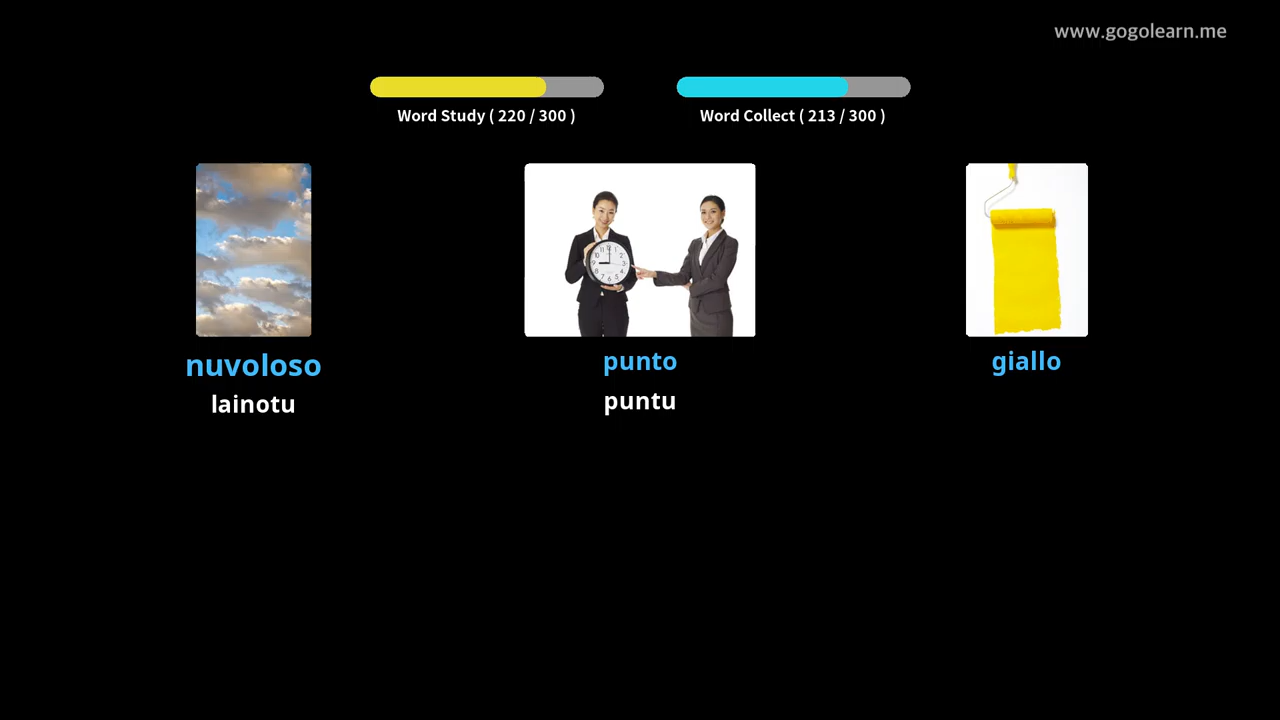 www.gogolearn.me
Word Study ( 220 / 300 )
Word Collect ( 213 / 300 )
nuvoloso
lainotu
punto
puntu
giallo